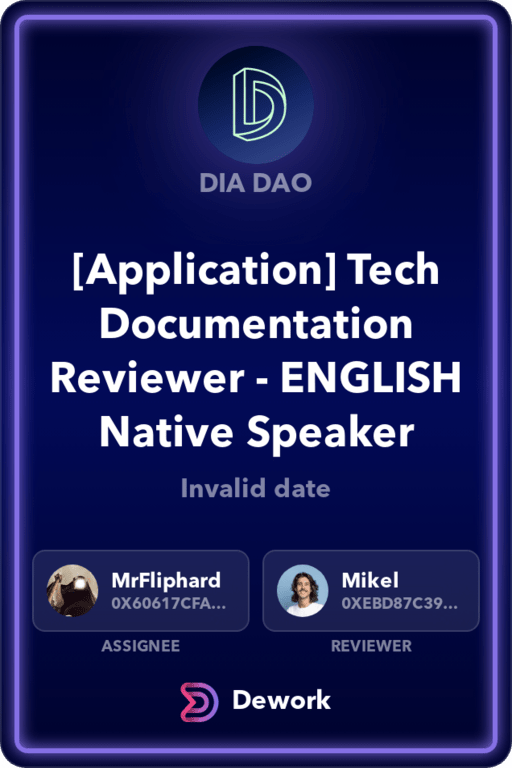 DIA DAO
[Application] Tech
Documentation
Reviewer - ENGLISH
Native Speaker
Invalid date
MrFliphard
0X60617CFA...
Mikel
0XEBD87C39...
ASSIGNEE
REVIEWER
Dework